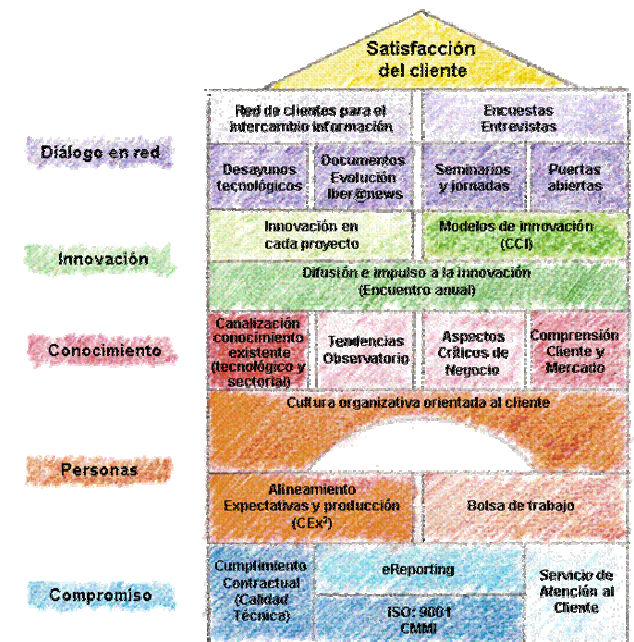 Satisfacción
del cliente
Diálogo en red
Red de clientes para el
intercambio información
Encuestas
Entrevistas
Desayunos
tecnológicos
Documentos
Evolución
Iber@news
Seminarios
y jornadas
Puertas
abiertas
Innovación
Innovación en
cada proyecto
Modelos de innovación
(CCI)
Difusión e impulso a la innovación
(Encuentro anual)
Conocimiento
Canalización
conocimiento
existente
(tecnológico y
sectorial)
Tendencias
Observatorio
Aspectos
Críticos de
Negocio
Comprensión
Cliente y
Mercado
Personas
Cultura organizativa orientada al cliente
Alineamiento
Expectativas y producción
(CEx²)
Bolsa de trabajo
Compromiso
Cumplimiento
Contractual
(Calidad
Técnica)
eReporting
ISO: 9001
CMMI
Servicio de
Atención al
Cliente